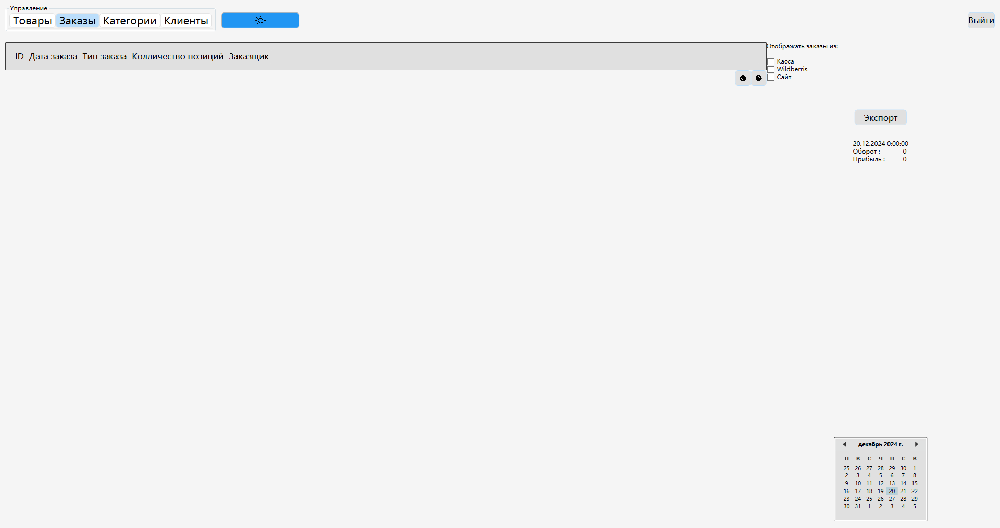 Управление
Товары Заказы Категории Клиенты
Выйти
ID Дата заказа Тип заказа Колличество позиций Заказщик
Отображать заказы из:
Касса
Wildberris
Сайт
Экспорт
20.12.2024 0:00:00
Оборот : 0
Прибыль : 0
декабрь 2024 г.
П В С Ч П С В
25 26 27 28 29 30 1
2 3 4 5 6 7 8
9 10 11 12 13 14 15
16 17 18 19 20 21 22
23 24 25 26 27 28 29
30 31 1 2 3 4 5